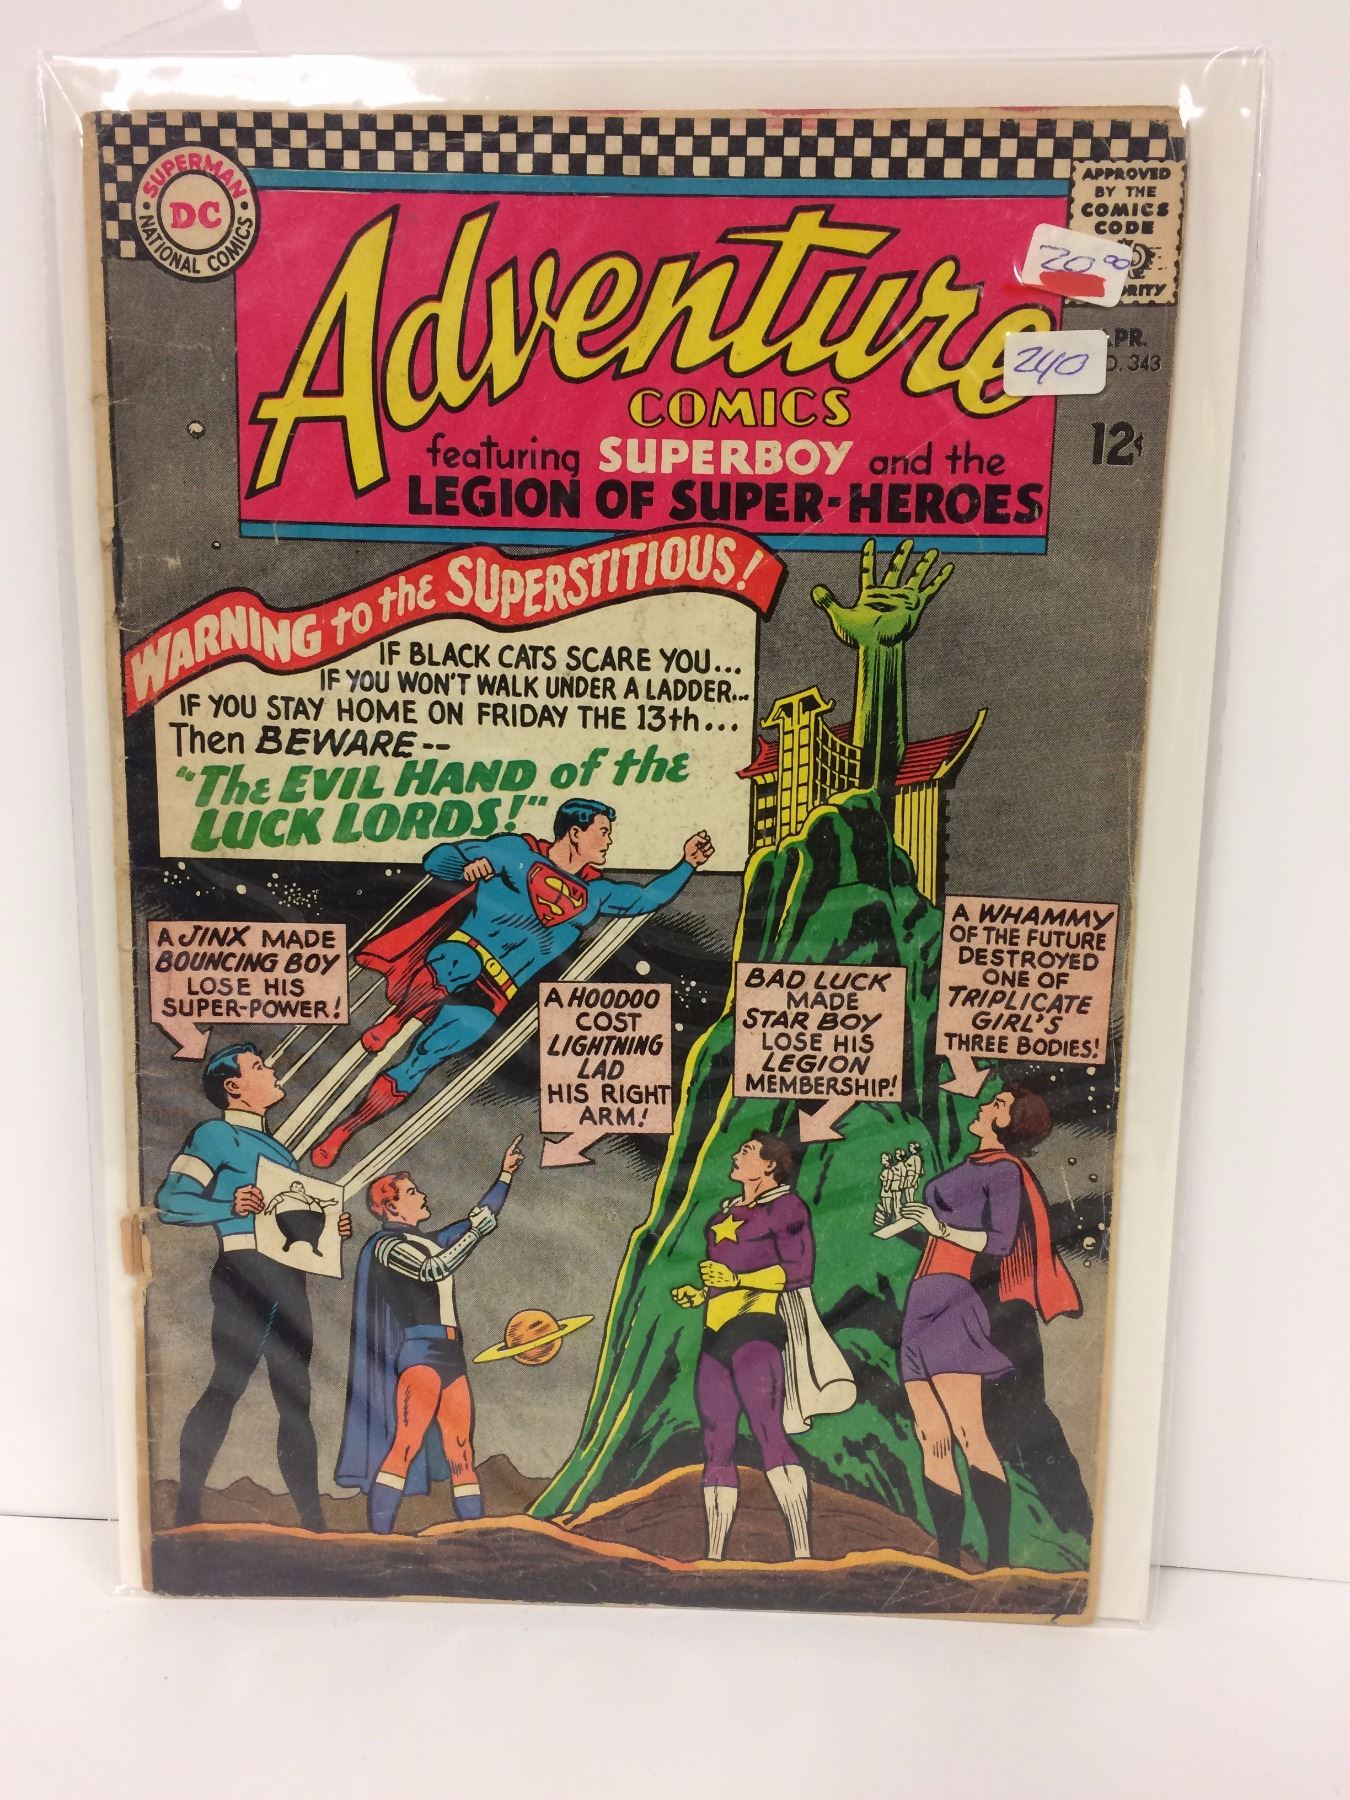 SUPERMAN
DC
NATIONAL COMICS
APPROVED
BY THE
COMICS
CODE
RITY
20.00
240
APR.
O. 343
12¢
Adventure
COMICS
featuring SUPERBOY and the
LEGION OF SUPER-HEROES
WARNING to the SUPERSTITIOUS!
IF BLACK CATS SCARE YOU...
IF YOU WON'T WALK UNDER A LADDER...
IF YOU STAY HOME ON FRIDAY THE 13th...
Then BEWARE--
"The EVIL HAND of the
LUCK LORDS!"
S
A JINX MADE
BOUNCING BOY
LOSE HIS
SUPER-POWER!
A HOODOO
COST
LIGHTNING
LAD
HIS RIGHT
ARM!
BAD LUCK
MADE
STAR BOY
LOSE HIS
LEGION
MEMBERSHIP!
A WHAMMY
OF THE FUTURE
DESTROYED
ONE OF
TRIPLICATE
GIRL'S
THREE BODIES!